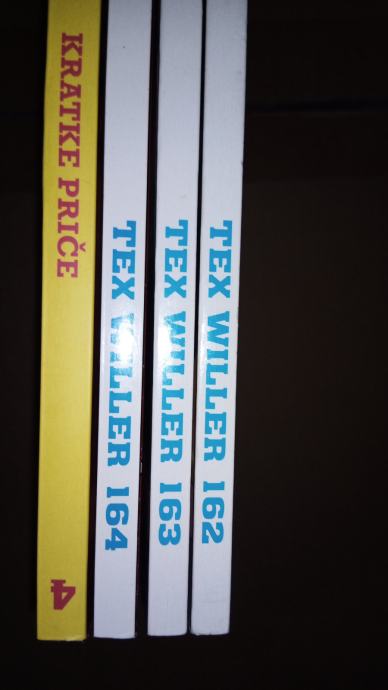 KRATKE PRIČE 4
TEX WILLER 164
TEX WILLER 163
TEX WILLER 162